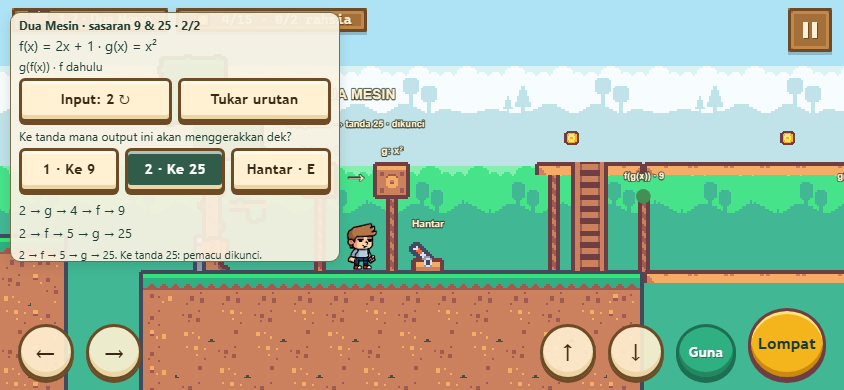 Dua Mesin · sasaran 9 & 25 · 2/2
f(x) = 2x + 1 · g(x) = x²
g(f(x)) · f dahulu
Input: 2 ↻
Tukar urutan
Ke tanda mana output ini akan menggerakkan dek?
1 · Ke 9
2 · Ke 25
Hantar · E
2 → g → 4 → f → 9
2 → f → 5 → g → 25
2 → f → 5 → g → 25. Ke tanda 25: pemacu dikunci.
MESIN
tanda 25 · dikunci
→
g: x²
Hantar
f(g(x)) · 9
←
→
↑
↓
Guna
Lompat